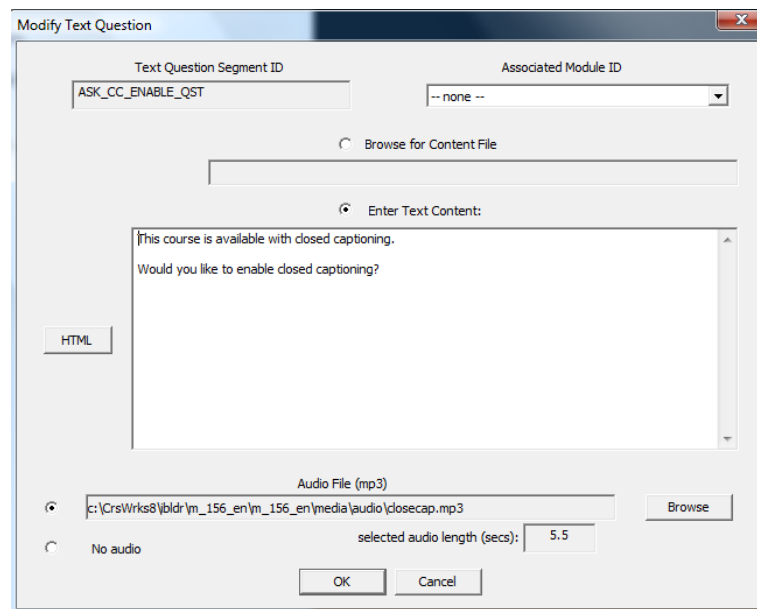 Modify Text Question
Text Question Segment ID
Associated Module ID
ASK_CC_ENABLE_QST
-- none --
Browse for Content File
Enter Text Content:
This course is available with closed captioning.
Would you like to enable closed captioning?
HTML
Audio File (mp3)
c:\CrsWrks8\ibldr\m_156_en\m_156_en\media\audio\closecap.mp3
Browse
selected audio length (secs):
5.5
No audio
OK
Cancel